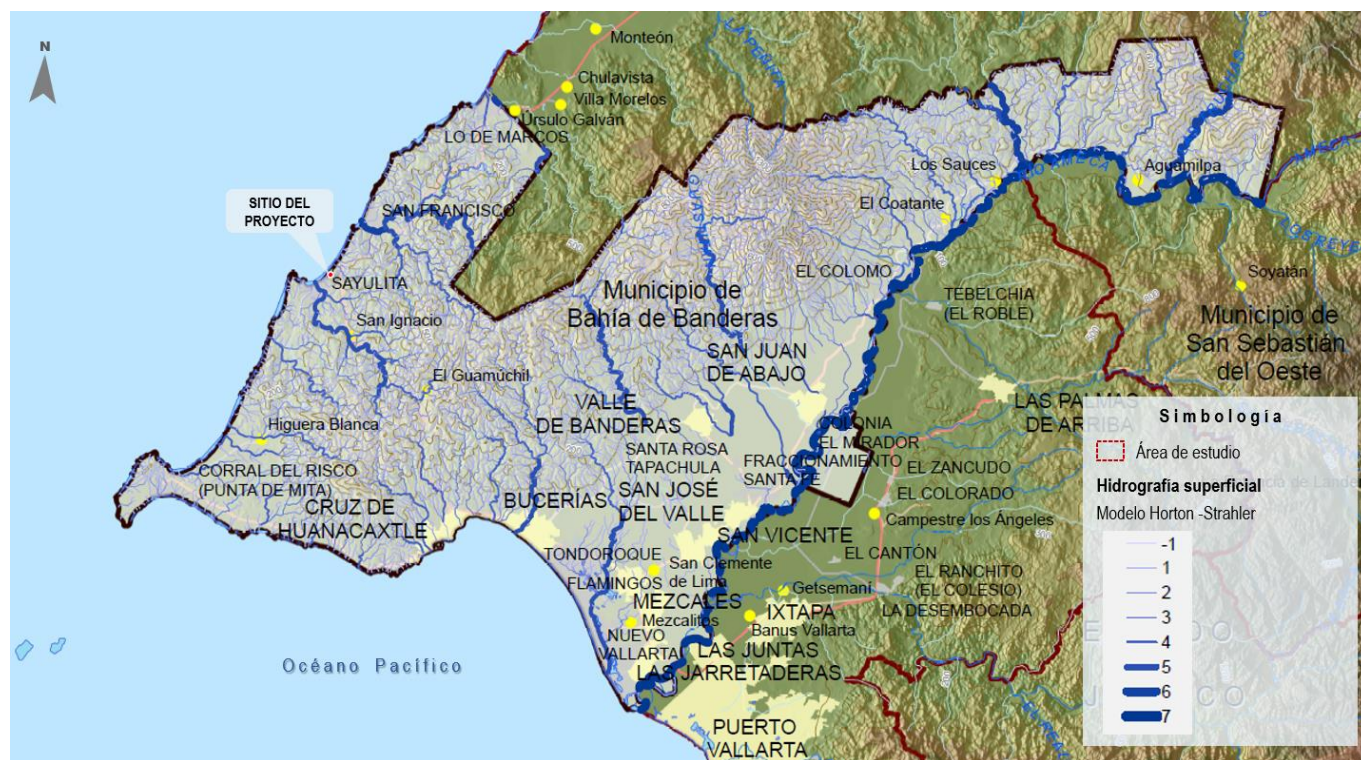 N
Monteón
LA PEÑITA
Chulavista
Villa Morelos
Úrsulo Galván
LO DE MARCOS
Los Sauces
RIO AMECA
Aguamilpa
SITIO DEL
PROYECTO
SAN FRANCISCO
El Coatante
SAYULITA
EL COLOMO
Soyatán
TEBELCHIA
(EL ROBLE)
Municipio de
Bahía de Banderas
Municipio de
San Sebastián
del Oeste
San Ignacio
SAN JUAN
DE ABAJO
El Guamúchil
VALLE
DE BANDERAS
LAS PALMAS
DE ARRIBA
Higuera Blanca
COLONIA
EL MIRADOR
SANTA ROSA
TAPACHULA
FRACCIONAMIENTO
SANTA FE
EL ZANCUDO
CORRAL DEL RISCO
(PUNTA DE MITA)
SAN JOSÉ
DEL VALLE
EL COLORADO
CRUZ DE
HUANACAXTLE
BUCERÍAS
Campestre los Ángeles
SAN VICENTE
TONDOROQUE
EL CANTÓN
San Clemente
de Lima
FLAMINGOS
EL RANCHITO
(EL COLESIO)
Getsemaní
MEZCALES
LA DESEMBOCADA
IXTAPA
Mezcalitos
Banus Vallarta
NUEVO
VALLARTA
LAS JUNTAS
LAS JARRETADERAS
Océano Pacífico
PUERTO
VALLARTA
Simbología
Área de estudio
Hidrografía superficial
Modelo Horton -Strahler
-1
1
2
3
4
5
6
7